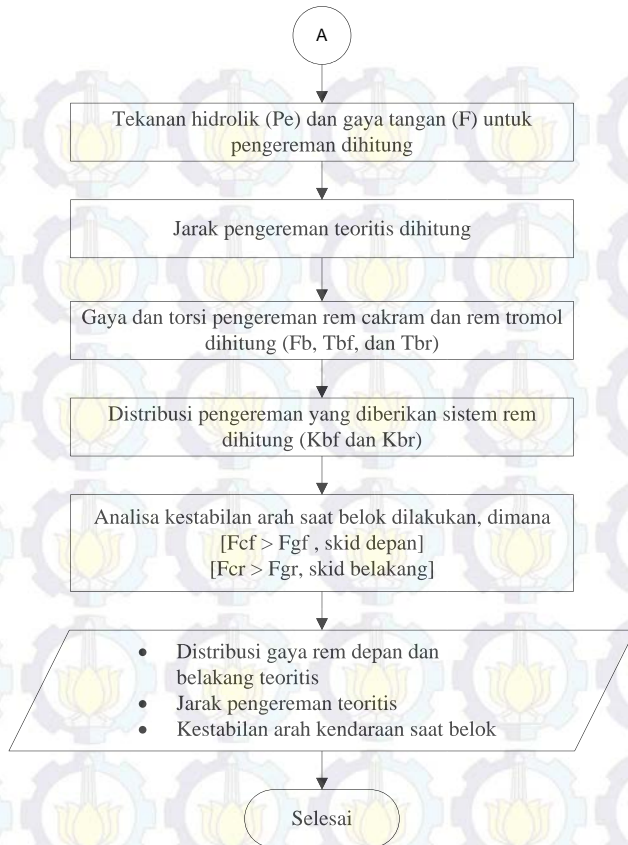 A
Tekanan hidrolik (Pe) dan gaya tangan (F) untuk
pengereman dihitung
Jarak pengereman teoritis dihitung
Gaya dan torsi pengereman rem cakram dan rem tromol
dihitung (Fb, Tbf, dan Tbr)
Distribusi pengereman yang diberikan sistem rem
dihitung (Kbf dan Kbr)
Analisa kestabilan arah saat belok dilakukan, dimana
[Fcf > Fgf , skid depan]
[Fcr > Fgr, skid belakang]
• Distribusi gaya rem depan dan
belakang teoritis
• Jarak pengereman teoritis
• Kestabilan arah kendaraan saat belok
Selesai